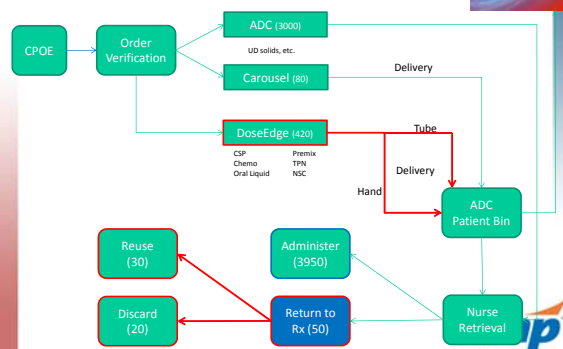 ADC (3000)
CPOE
Order
Verification
UD solids, etc.
Carousel (80)
Delivery
DoseEdge (420)
Tube
CSP Premix
Chemo TPN
Oral Liquid NSC
Delivery
Hand
ADC
Patient Bin
Reuse
(30)
Administer
(3950)
Discard
(20)
Return to
Rx (50)
Nurse
Retrieval